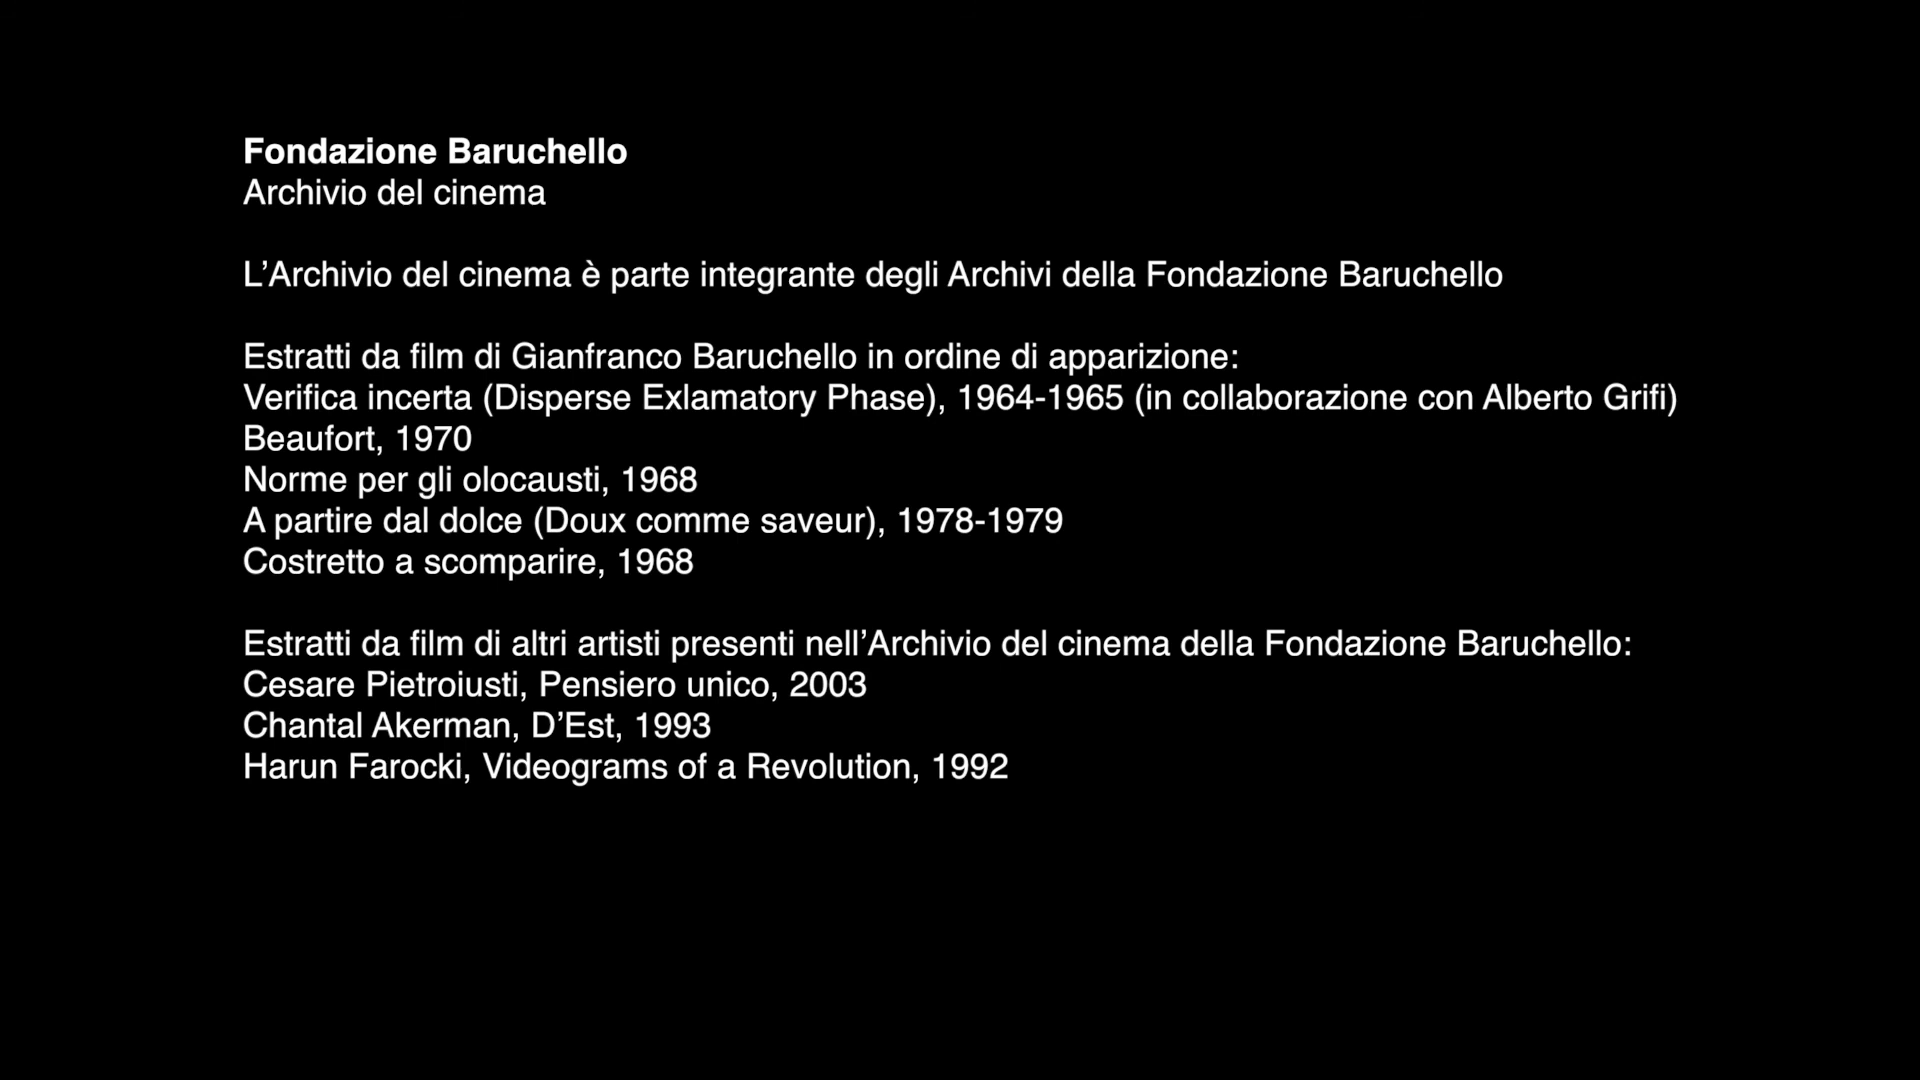 Fondazione Baruchello
Archivio del cinema
L’Archivio del cinema è parte integrante degli Archivi della Fondazione Baruchello
Estratti da film di Gianfranco Baruchello in ordine di apparizione:
Verifica incerta (Disperse Exlamatory Phase), 1964-1965 (in collaborazione con Alberto Grifi)
Beaufort, 1970
Norme per gli olocausti, 1968
A partire dal dolce (Doux comme saveur), 1978-1979
Costretto a scomparire, 1968
Estratti da film di altri artisti presenti nell’Archivio del cinema della Fondazione Baruchello:
Cesare Pietroiusti, Pensiero unico, 2003
Chantal Akerman, D’Est, 1993
Harun Farocki, Videograms of a Revolution, 1992